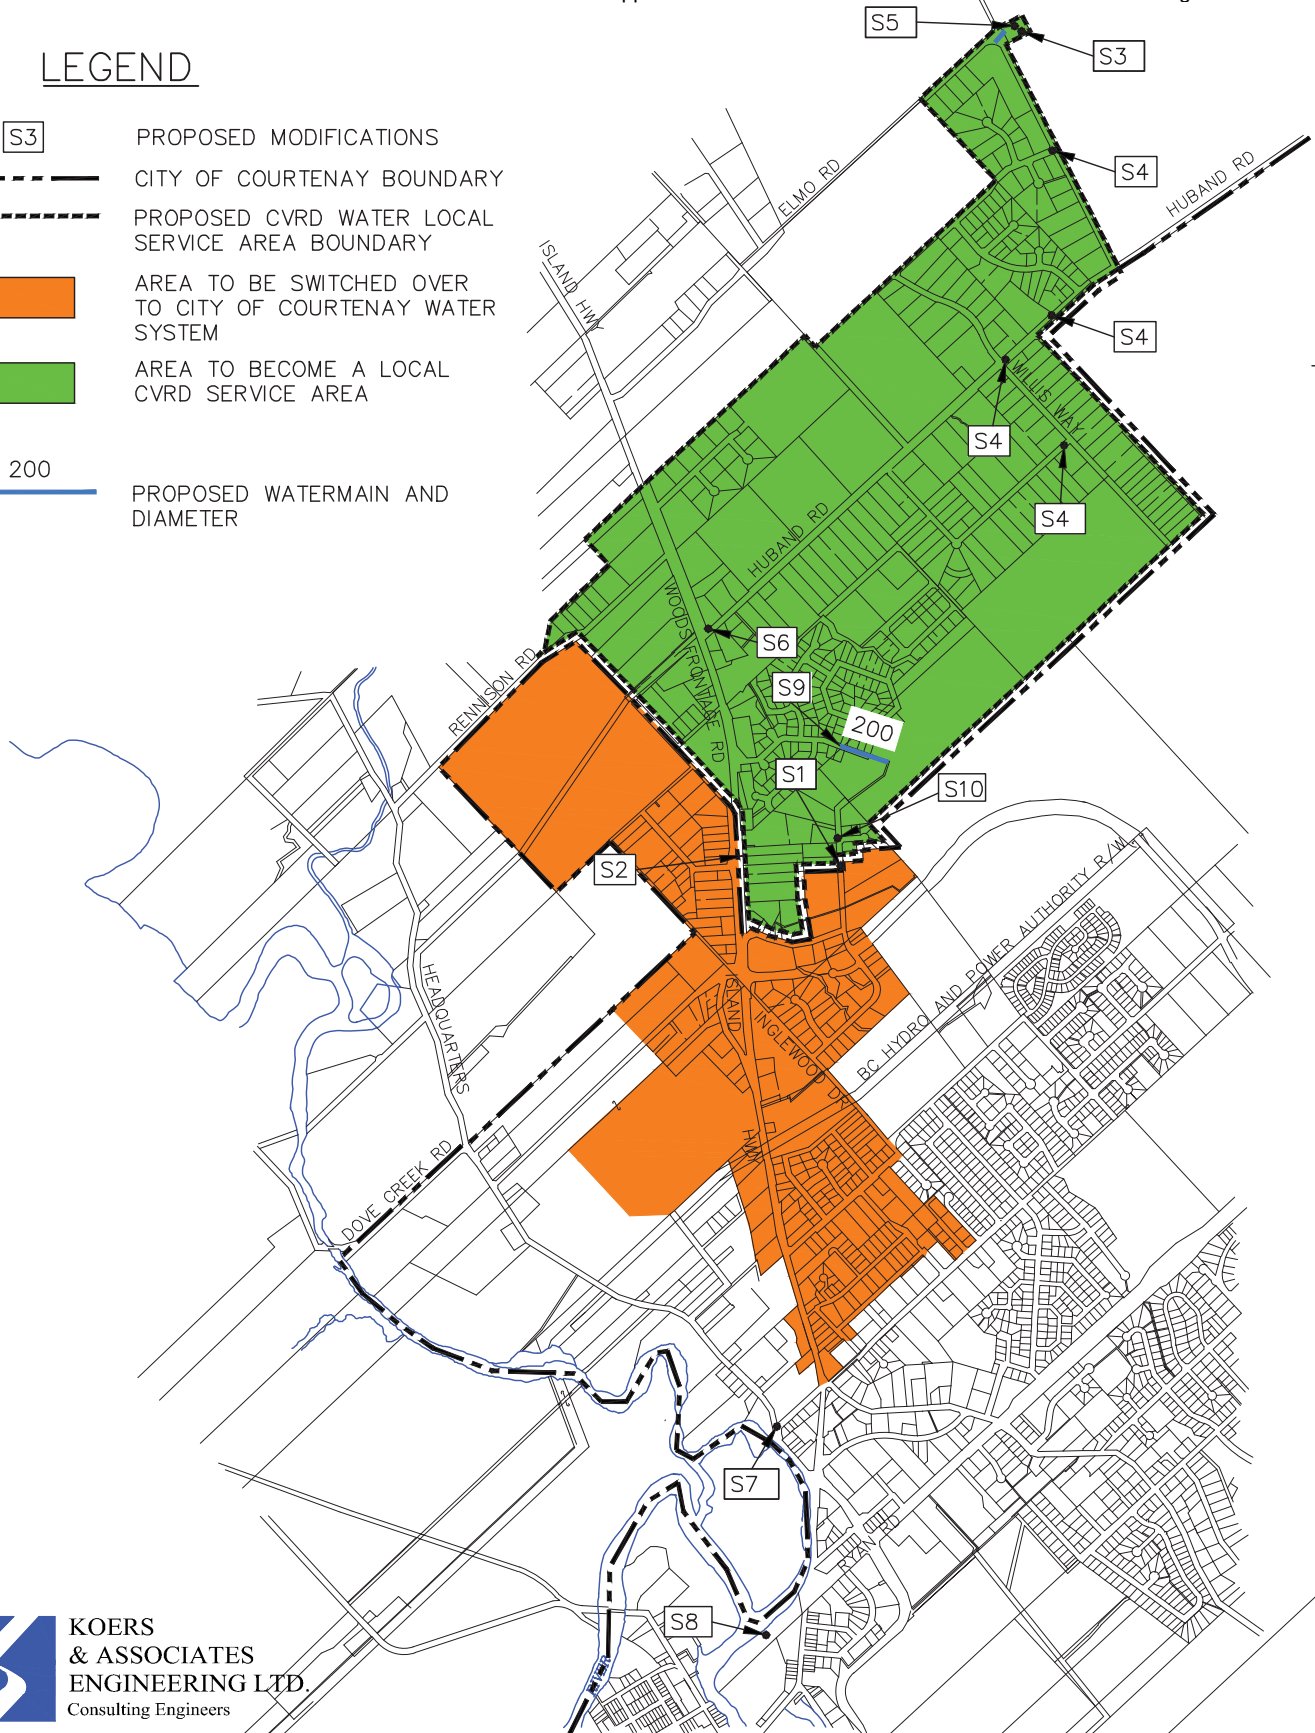 LEGEND
S3
PROPOSED MODIFICATIONS
CITY OF COURTENAY BOUNDARY
PROPOSED CVRD WATER LOCAL
SERVICE AREA BOUNDARY
AREA TO BE SWITCHED OVER
TO CITY OF COURTENAY WATER
SYSTEM
AREA TO BECOME A LOCAL
CVRD SERVICE AREA
200
PROPOSED WATERMAIN AND
DIAMETER
S5
S3
S4
HUBAND RD
ELMO RD
ISLAND HWY
S4
WILLIS WAY
S4
S4
HUBAND RD
WOODS FRONTAGE RD
S6
RENNISON RD
S9
200
S1
S10
S2
BC HYDRO AND POWER AUTHORITY R/W
HEADQUARTERS
ISLAND
INGLEWOOD DR
HWY
DOVE CREEK RD
S7
RYAN RD
S8
RIVER
KOERS
& ASSOCIATES
ENGINEERING LTD.
Consulting Engineers